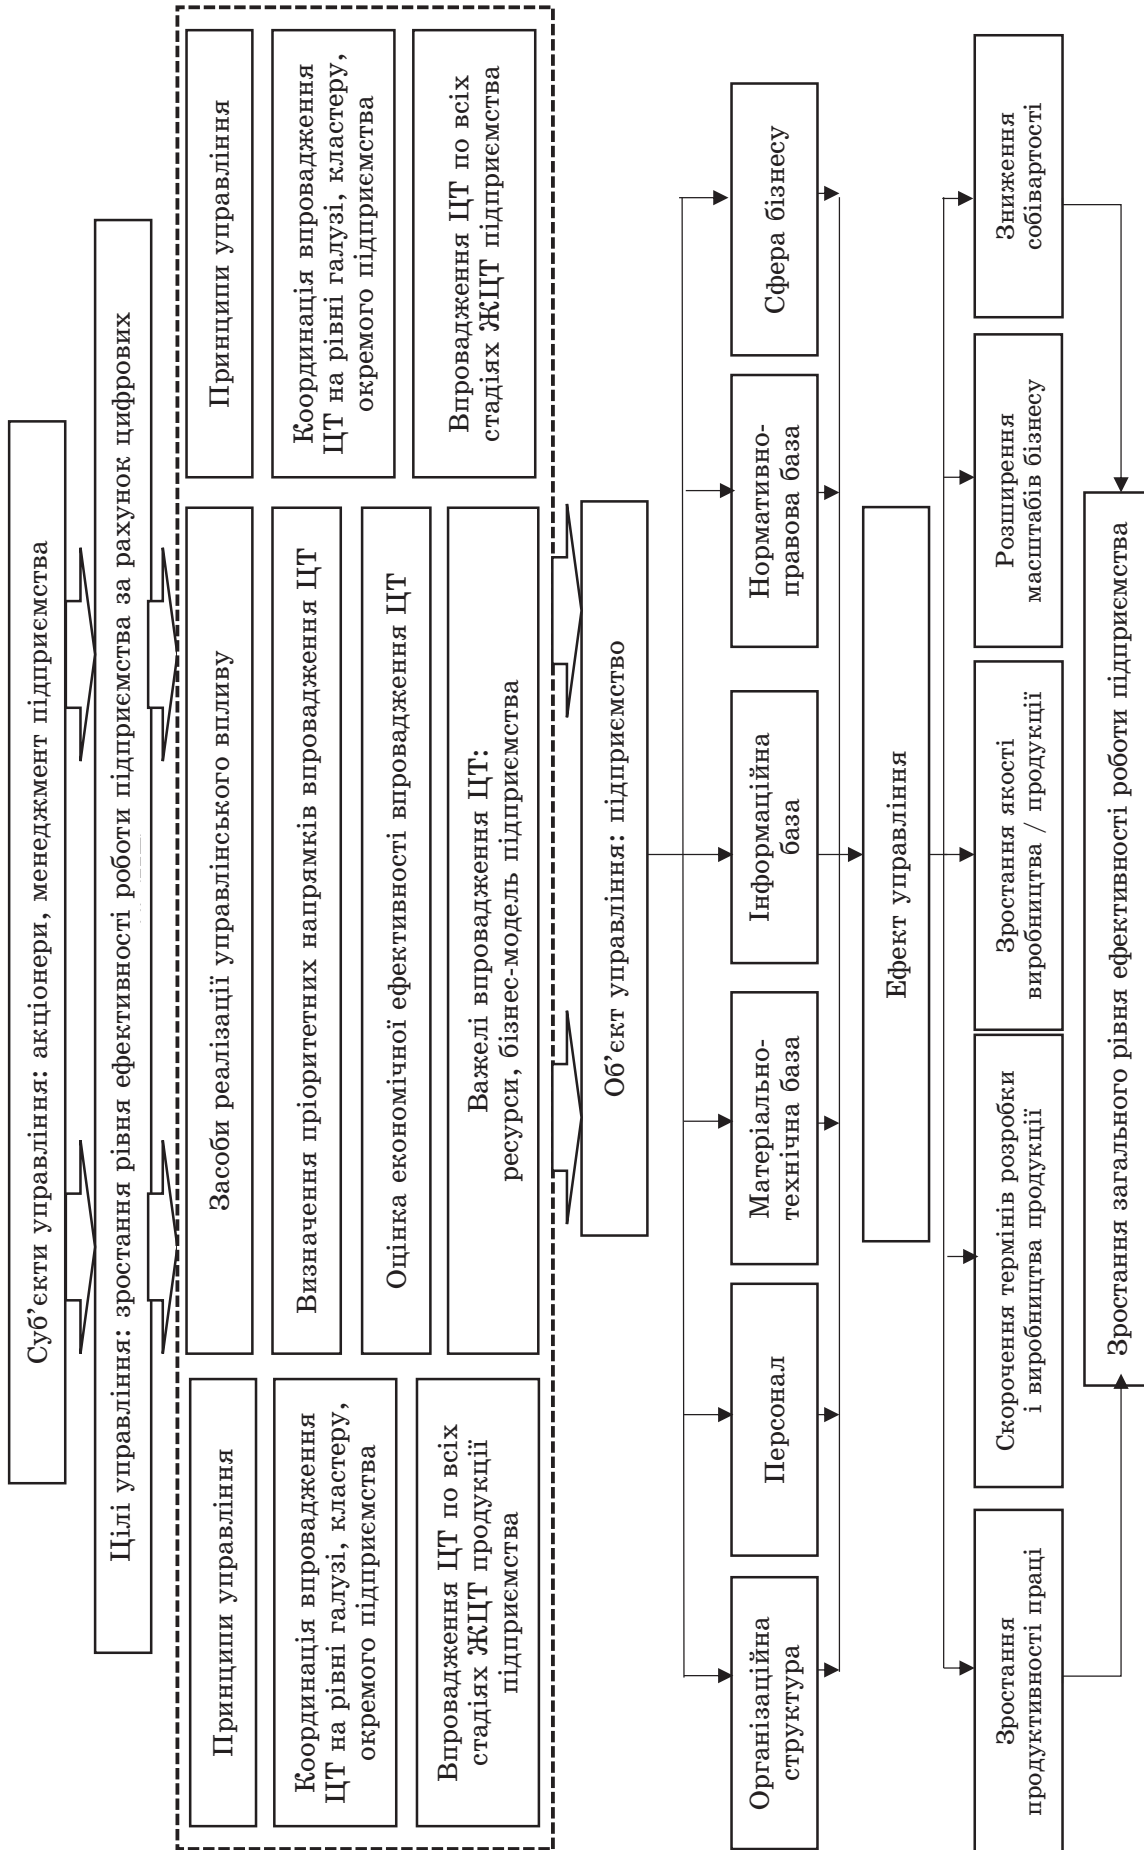 Суб’єкти управління: акціонери, менеджмент підприємства
Цілі управління: зростання рівня ефективності роботи підприємства за рахунок цифрових
Принципи управління
Координація впровадження
ЦТ на рівні галузі, кластеру,
окремого підприємства
Впровадження ЦТ по всіх
стадіях ЖЦТ продукції
підприємства
Засоби реалізації управлінського впливу
Визначення пріоритетних напрямків впровадження ЦТ
Оцінка економічної ефективності впровадження ЦТ
Важелі впровадження ЦТ:
ресурси, бізнес-модель підприємства
Принципи управління
Координація впровадження
ЦТ на рівні галузі, кластеру,
окремого підприємства
Впровадження ЦТ по всіх
стадіях ЖЦТ підприємства
Об’єкт управління: підприємство
Організаційна
структура
Персонал
Матеріально-
технічна база
Інформаційна
база
Нормативно-
правова база
Сфера бізнесу
Ефект управління
Зростання
продуктивності праці
Скорочення термінів розробки
і виробництва продукції
Зростання якості
виробництва / продукції
Розширення
масштабів бізнесу
Зниження
собівартості
Зростання загального рівня ефективності роботи підприємства